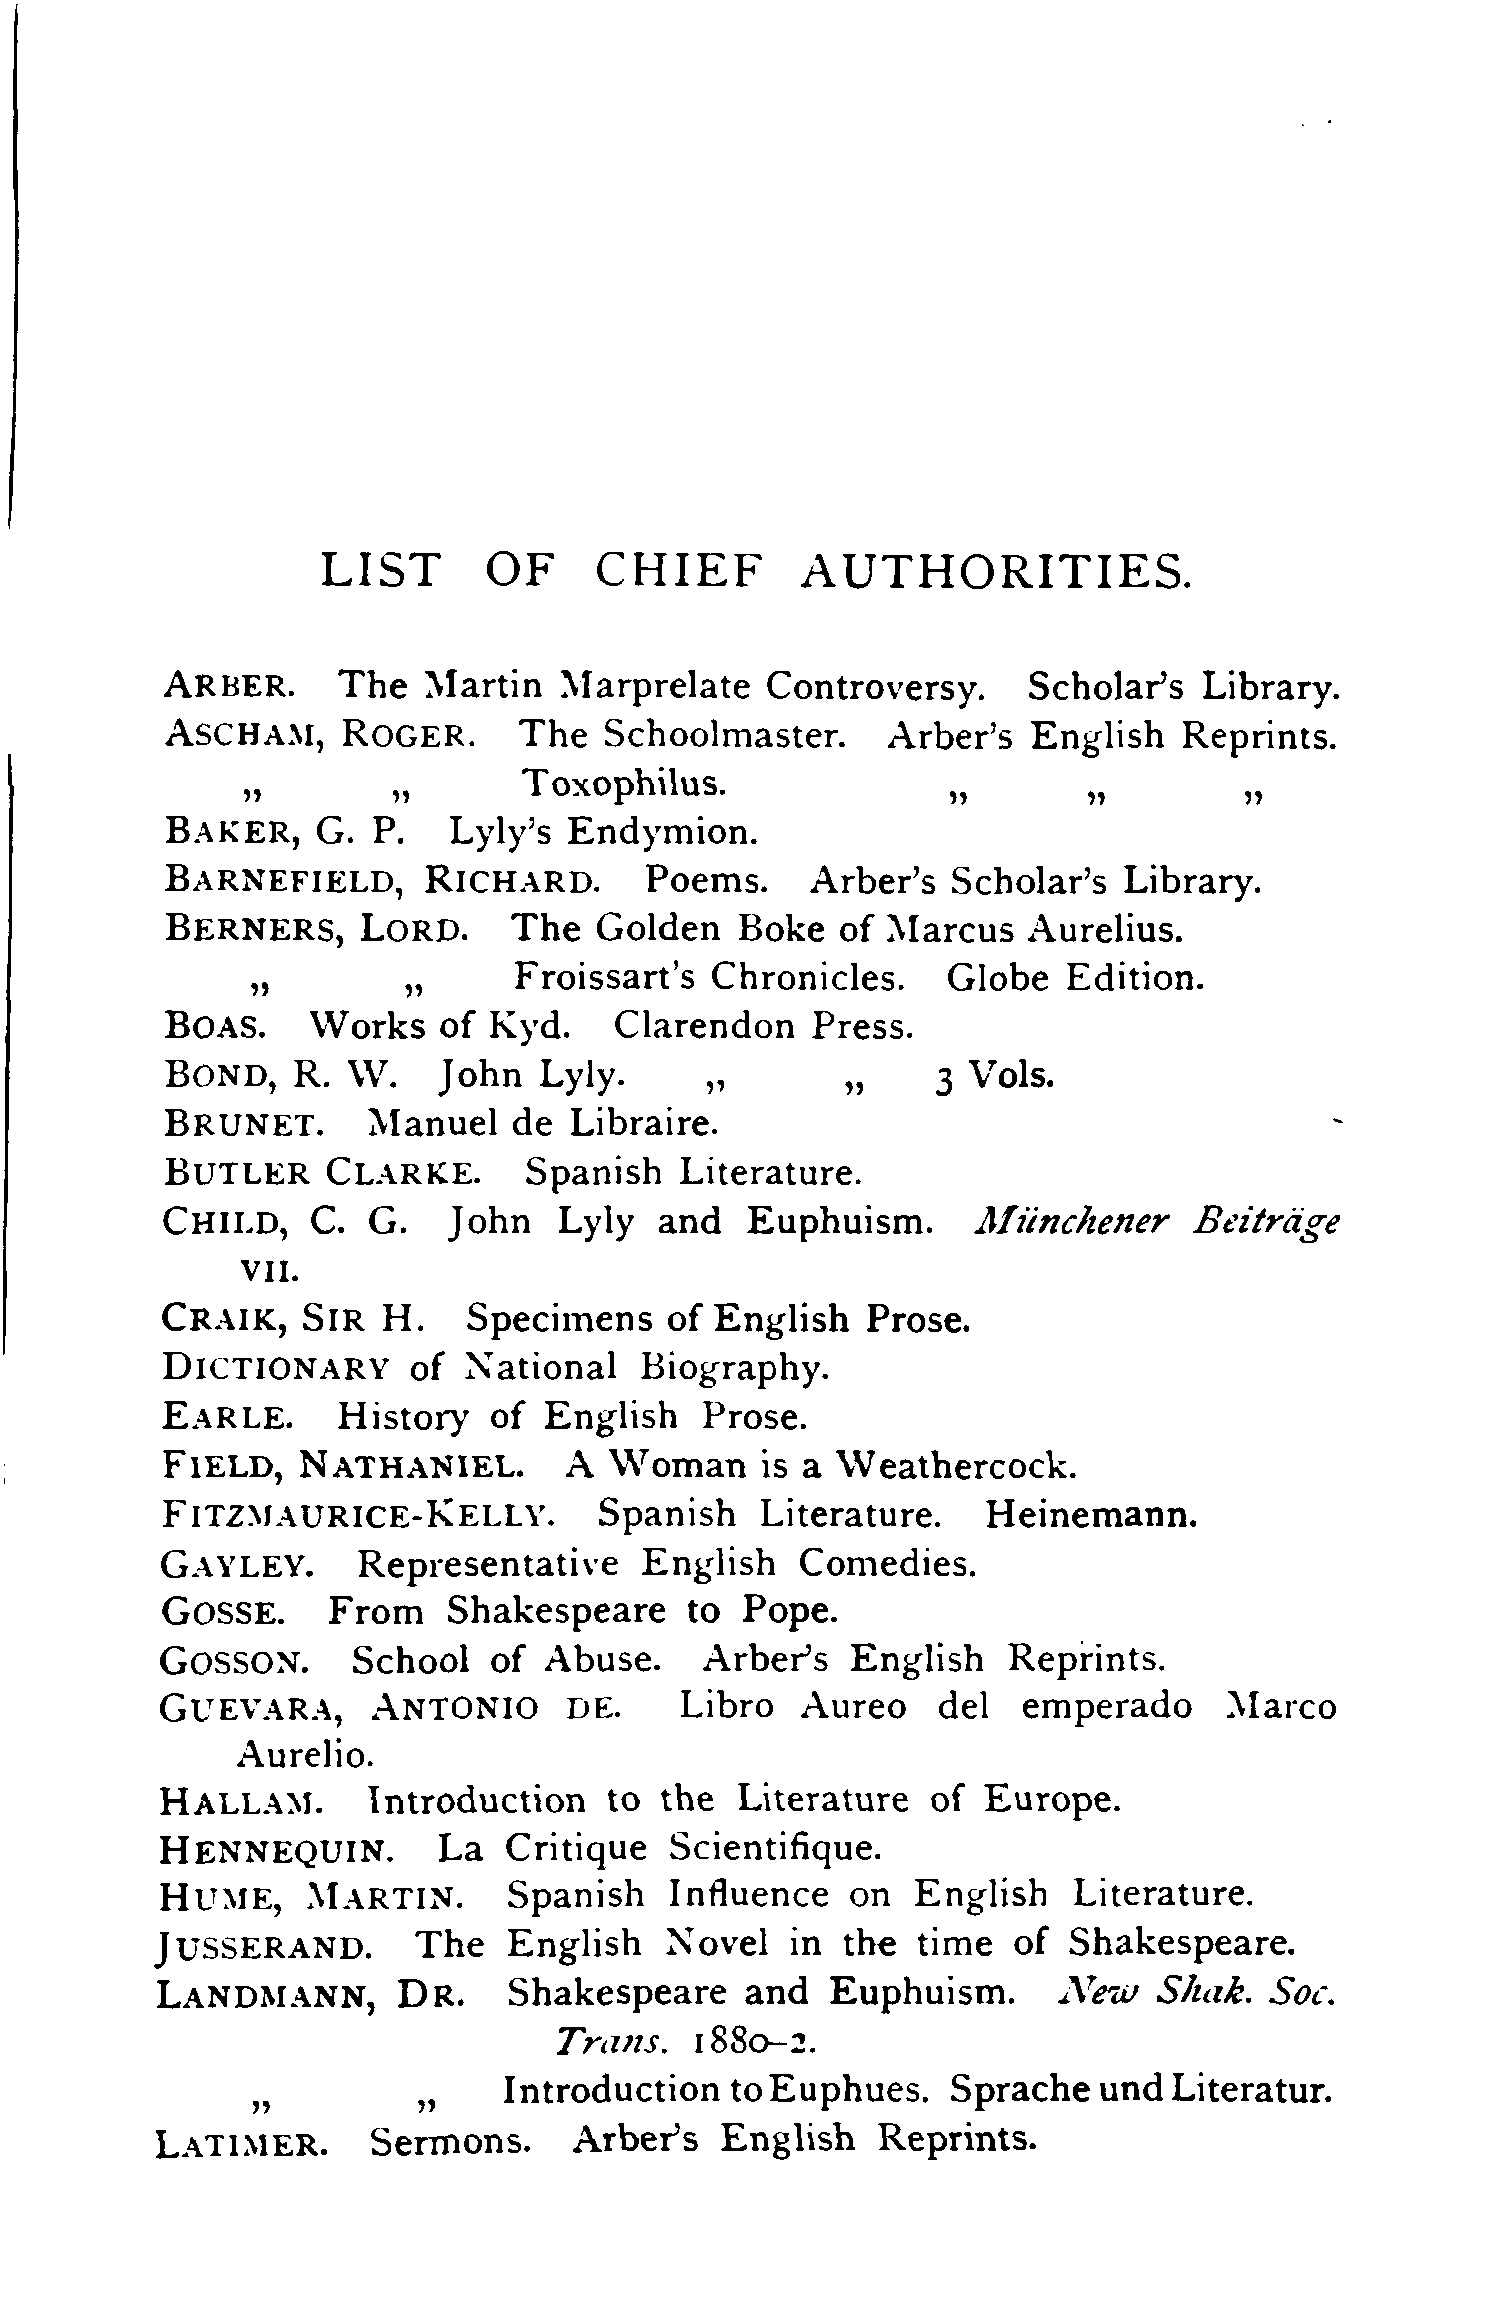 LIST OF CHIEF AUTHORITIES.
ARBER. The Martin Marprelate Controversy. Scholar's Library.
ASCHAM, ROGER. The Schoolmaster. Arber's English Reprints.
„ „ Toxophilus. „ „ „
BAKER, G. P. Lyly's Endymion.
BARNEFIELD, RICHARD. Poems. Arber's Scholar's Library.
BERNERS, LORD. The Golden Boke of Marcus Aurelius.
„ „ Froissart's Chronicles. Globe Edition.
BOAS. Works of Kyd. Clarendon Press.
BOND, R. W. John Lyly. „ „ 3 Vols.
BRUNET. Manuel de Libraire.
BUTLER CLARKE. Spanish Literature.
CHILD, C. G. John Lyly and Euphuism. Münchener Beiträge
VII.
CRAIK, SIR H. Specimens of English Prose.
DICTIONARY of National Biography.
EARLE. History of English Prose.
FIELD, NATHANIEL. A Woman is a Weathercock.
FITZMAURICE-KELLY. Spanish Literature. Heinemann.
GAYLEY. Representative English Comedies.
GOSSE. From Shakespeare to Pope.
GOSSON. School of Abuse. Arber's English Reprints.
GUEVARA, ANTONIO DE. Libro Aureo del emperado Marco
Aurelio.
HALLAM. Introduction to the Literature of Europe.
HENNEQUIN. La Critique Scientifique.
HUME, MARTIN. Spanish Influence on English Literature.
JUSSERAND. The English Novel in the time of Shakespeare.
LANDMANN, DR. Shakespeare and Euphuism. New Shak. Soc.
Trans. 1880–2.
„ „ Introduction to Euphues. Sprache und Literatur.
LATIMER. Sermons. Arber's English Reprints.